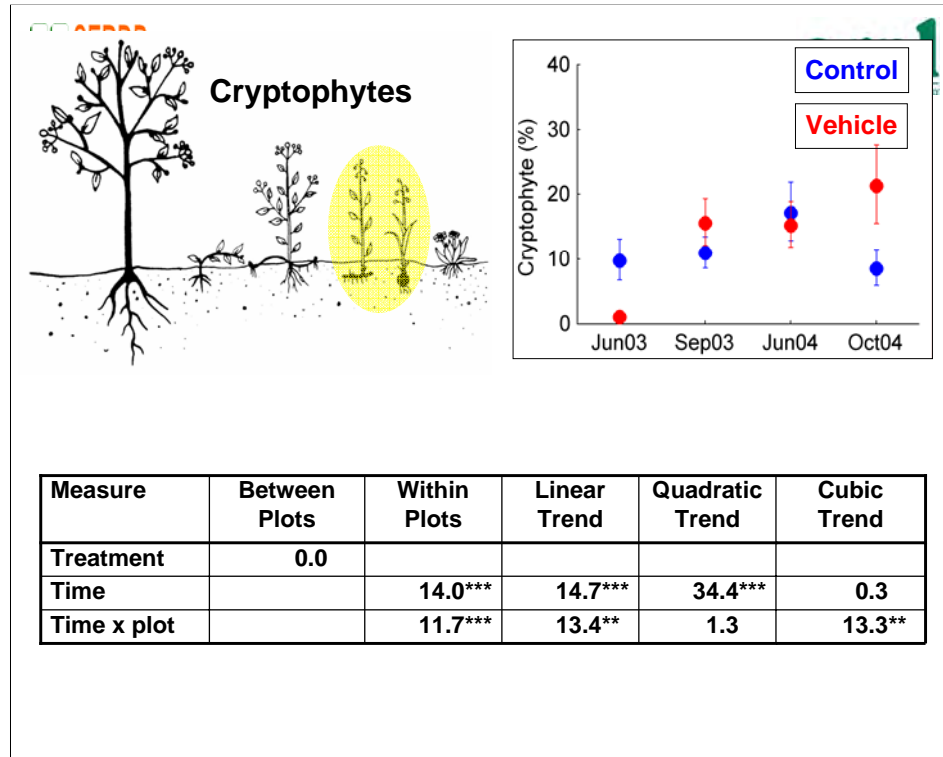 Cryptophytes
Control
Vehicle
Cryptophyte (%)
40
30
20
10
0
Jun03 Sep03 Jun04 Oct04
Measure Between Plots Within Plots Linear Trend Quadratic Trend Cubic Trend
Treatment 0.0
Time 14.0*** 14.7*** 34.4*** 0.3
Time x plot 11.7*** 13.4** 1.3 13.3**